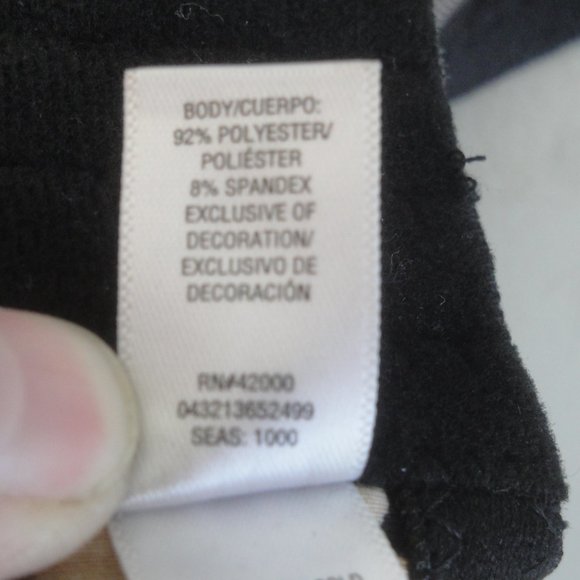 BODY/CUERPO:
92% POLYESTER/
POLIÉSTER
8% SPANDEX
EXCLUSIVE OF
DECORATION/
EXCLUSIVO DE
DECORACIÓN
RN#42000
043213652499
SEAS: 1000